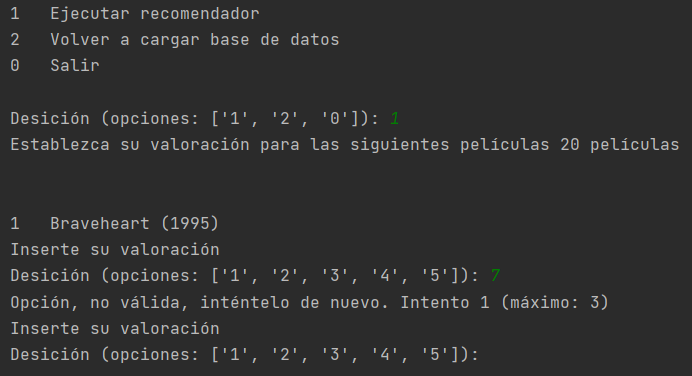 1   Ejecutar recomendador
2   Volver a cargar base de datos
0   Salir
Desición (opciones: ['1', '2', '0']): 1
Establezca su valoración para las siguientes películas 20 películas
1   Braveheart (1995)
Inserte su valoración
Desición (opciones: ['1', '2', '3', '4', '5']): 7
Opción, no válida, inténtelo de nuevo. Intento 1 (máximo: 3)
Inserte su valoración
Desición (opciones: ['1', '2', '3', '4', '5']):